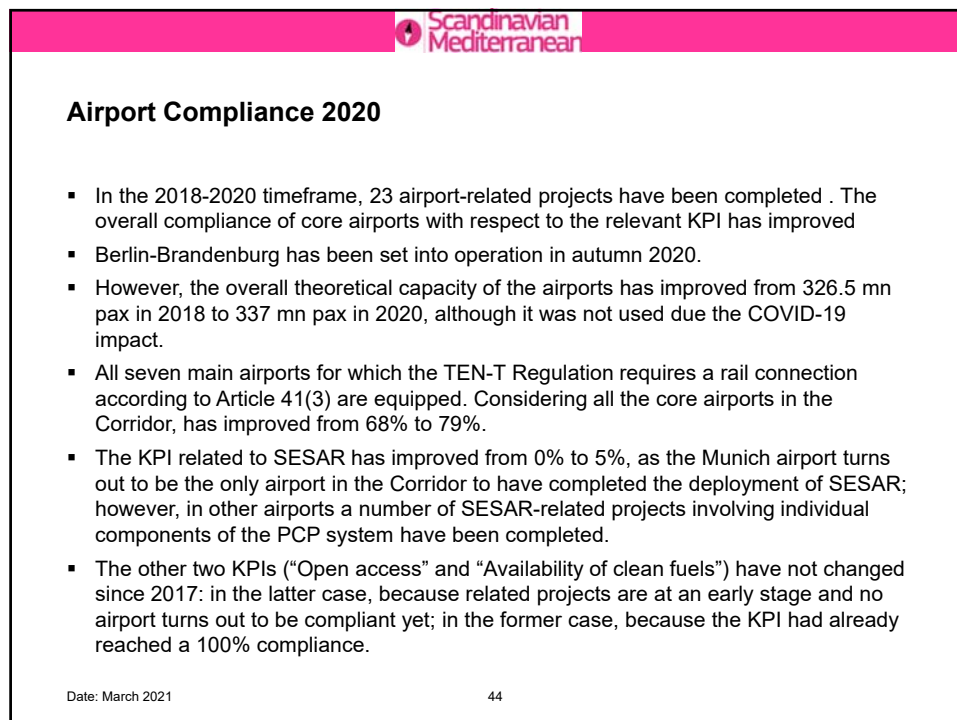 Scandinavian
Mediterranean
Airport Compliance 2020
▪ In the 2018-2020 timeframe, 23 airport-related projects have been completed . The
overall compliance of core airports with respect to the relevant KPI has improved
▪ Berlin-Brandenburg has been set into operation in autumn 2020.
▪ However, the overall theoretical capacity of the airports has improved from 326.5 mn
pax in 2018 to 337 mn pax in 2020, although it was not used due the COVID-19
impact.
▪ All seven main airports for which the TEN-T Regulation requires a rail connection
according to Article 41(3) are equipped. Considering all the core airports in the
Corridor, has improved from 68% to 79%.
▪ The KPI related to SESAR has improved from 0% to 5%, as the Munich airport turns
out to be the only airport in the Corridor to have completed the deployment of SESAR;
however, in other airports a number of SESAR-related projects involving individual
components of the PCP system have been completed.
▪ The other two KPIs (“Open access” and “Availability of clean fuels”) have not changed
since 2017: in the latter case, because related projects are at an early stage and no
airport turns out to be compliant yet; in the former case, because the KPI had already
reached a 100% compliance.
Date: March 2021
44